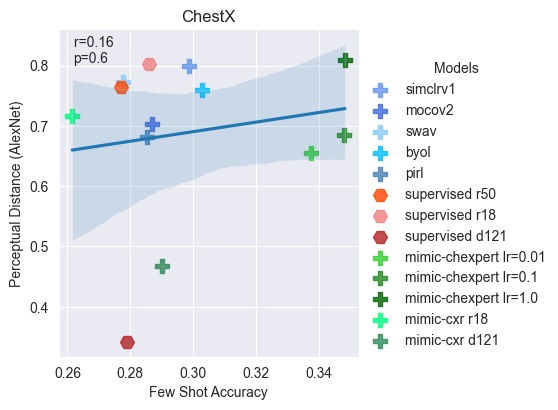 ChestX
r=0.16
p=0.6
0.8
0.7
0.6
0.5
0.4
Perceptual Distance (AlexNet)
0.26 0.28 0.30 0.32 0.34
Few Shot Accuracy
Models
simclrv1
mocov2
swav
byol
pirl
supervised r50
supervised r18
supervised d121
mimic-chexpert lr=0.01
mimic-chexpert lr=0.1
mimic-chexpert lr=1.0
mimic-cxr r18
mimic-cxr d121